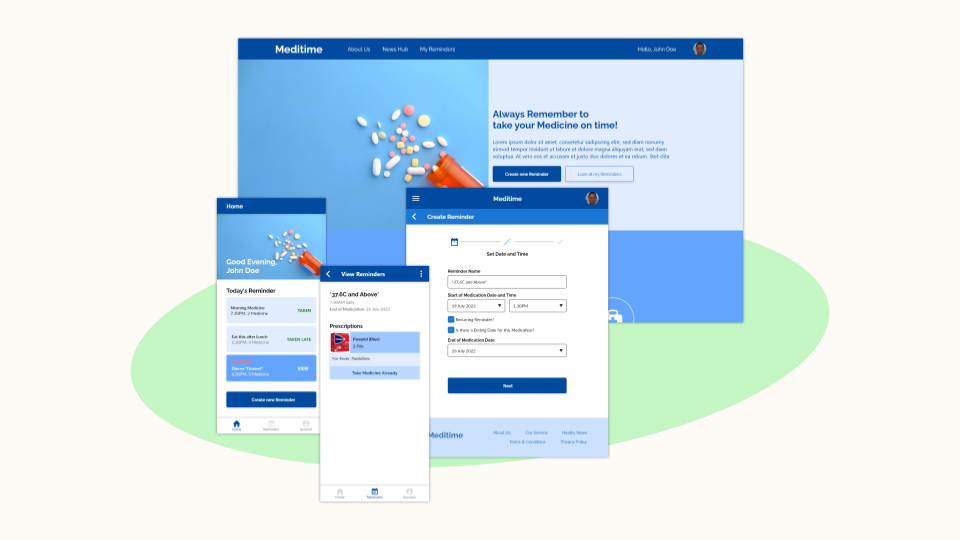 Meditime
About Us
News Hub
My Reminders
Hello, John Doe
Always Remember to
take your Medicine on time!
Lorem ipsum dolor sit amet, consetetur sadipscing elitr, sed diam nonumy
eirmod tempor invidunt ut labore et dolore magna aliquyam erat, sed diam
voluptua. At vero eos et accusam et justo duo dolores et ea rebum. Stet clita
Create new Reminder
Look at my Reminders
Home
Good Evening,
John Doe
Today's Reminder
Morning Medicine
7.30PM, 3 Medicine
TAKEN
Eat this after lunch
1.30PM, 3 Medicine
TAKEN LATE
6.30PM, 3 Medicine
VIEW
Create new Reminder
Home
Reminders
Account
View Reminders
'37.6C and Above'
7.30AM Daily
End of Medication: 26 July 2022
Prescriptions
Panadol (Blue)
2 Pills
For Fever, Painkillers
Take Medicine Already
Home
Reminders
Account
Meditime
Create Reminder
Set Date and Time
Reminder Name
"37.6C and Above"
Start of Medication Date and Time
19 July 2022
1.30PM
Recurring Reminder?
Is there a Ending Date for this Medication?
End of Medication Date
26 July 2022
Next
Meditime
About Us
Cny Service
Healthy News
Terms & Conditions
Privacy Policy